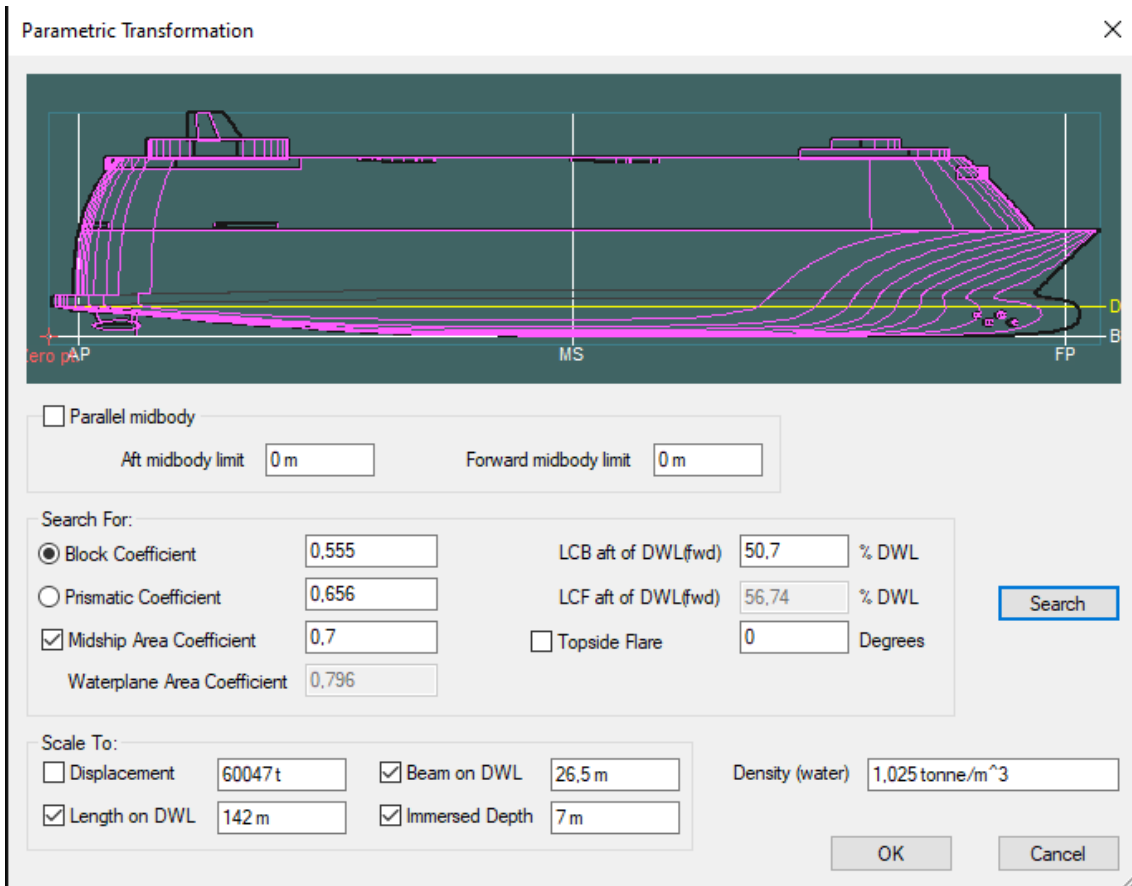 Parametric Transformation
D
B
ero p
AP
MS
FP
Parallel midbody
Aft midbody limit 0 m Forward midbody limit 0 m
Search For:
Block Coefficient 0,555 LCB aft of DWL(fwd) 50,7 % DWL
Prismatic Coefficient 0,656 LCF aft of DWL(fwd) 56,74 % DWL
Search
Midship Area Coefficient 0,7 Topside Flare 0 Degrees
Waterplane Area Coefficient 0,796
Scale To:
Displacement 60047 t Beam on DWL 26,5 m Density (water) 1,025 tonne/m^3
Length on DWL 142 m Immersed Depth 7 m
OK Cancel